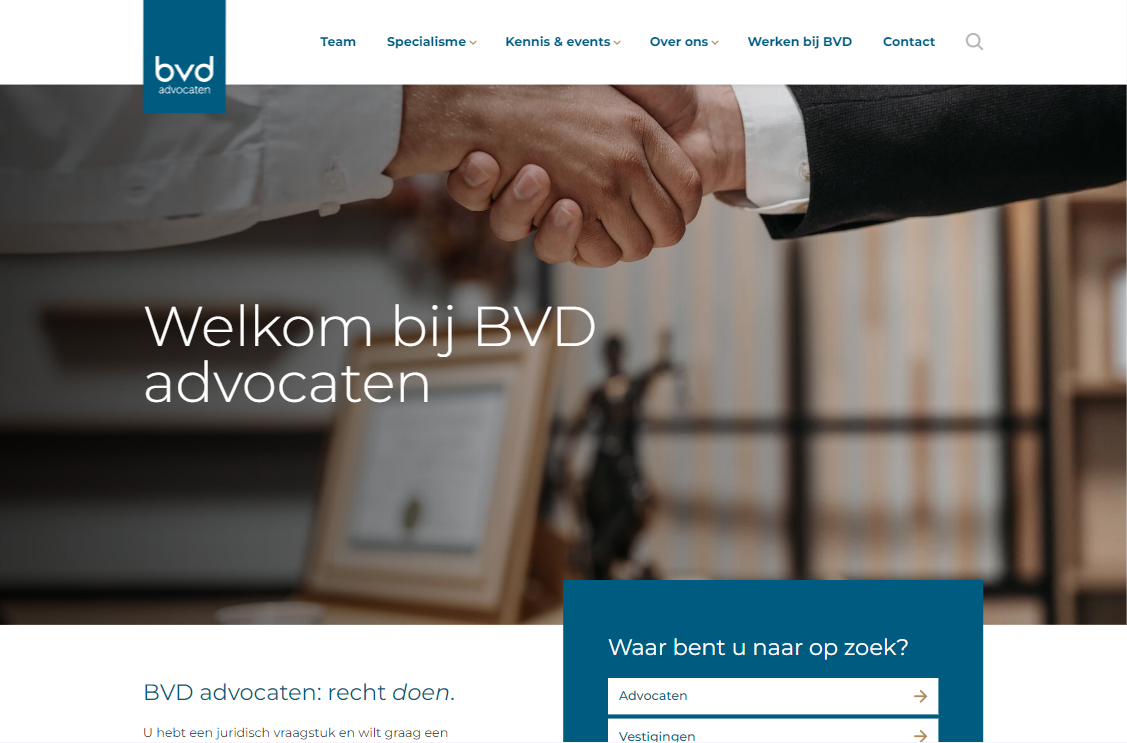 bvd
advocaten
Team
Specialisme
Kennis & events
Over ons
Werken bij BVD
Contact
Welkom bij BVD
advocaten
BVD advocaten: recht doen.
U hebt een juridisch vraagstuk en wilt graag een
Waar bent u naar op zoek?
Advocaten
Vestigingen